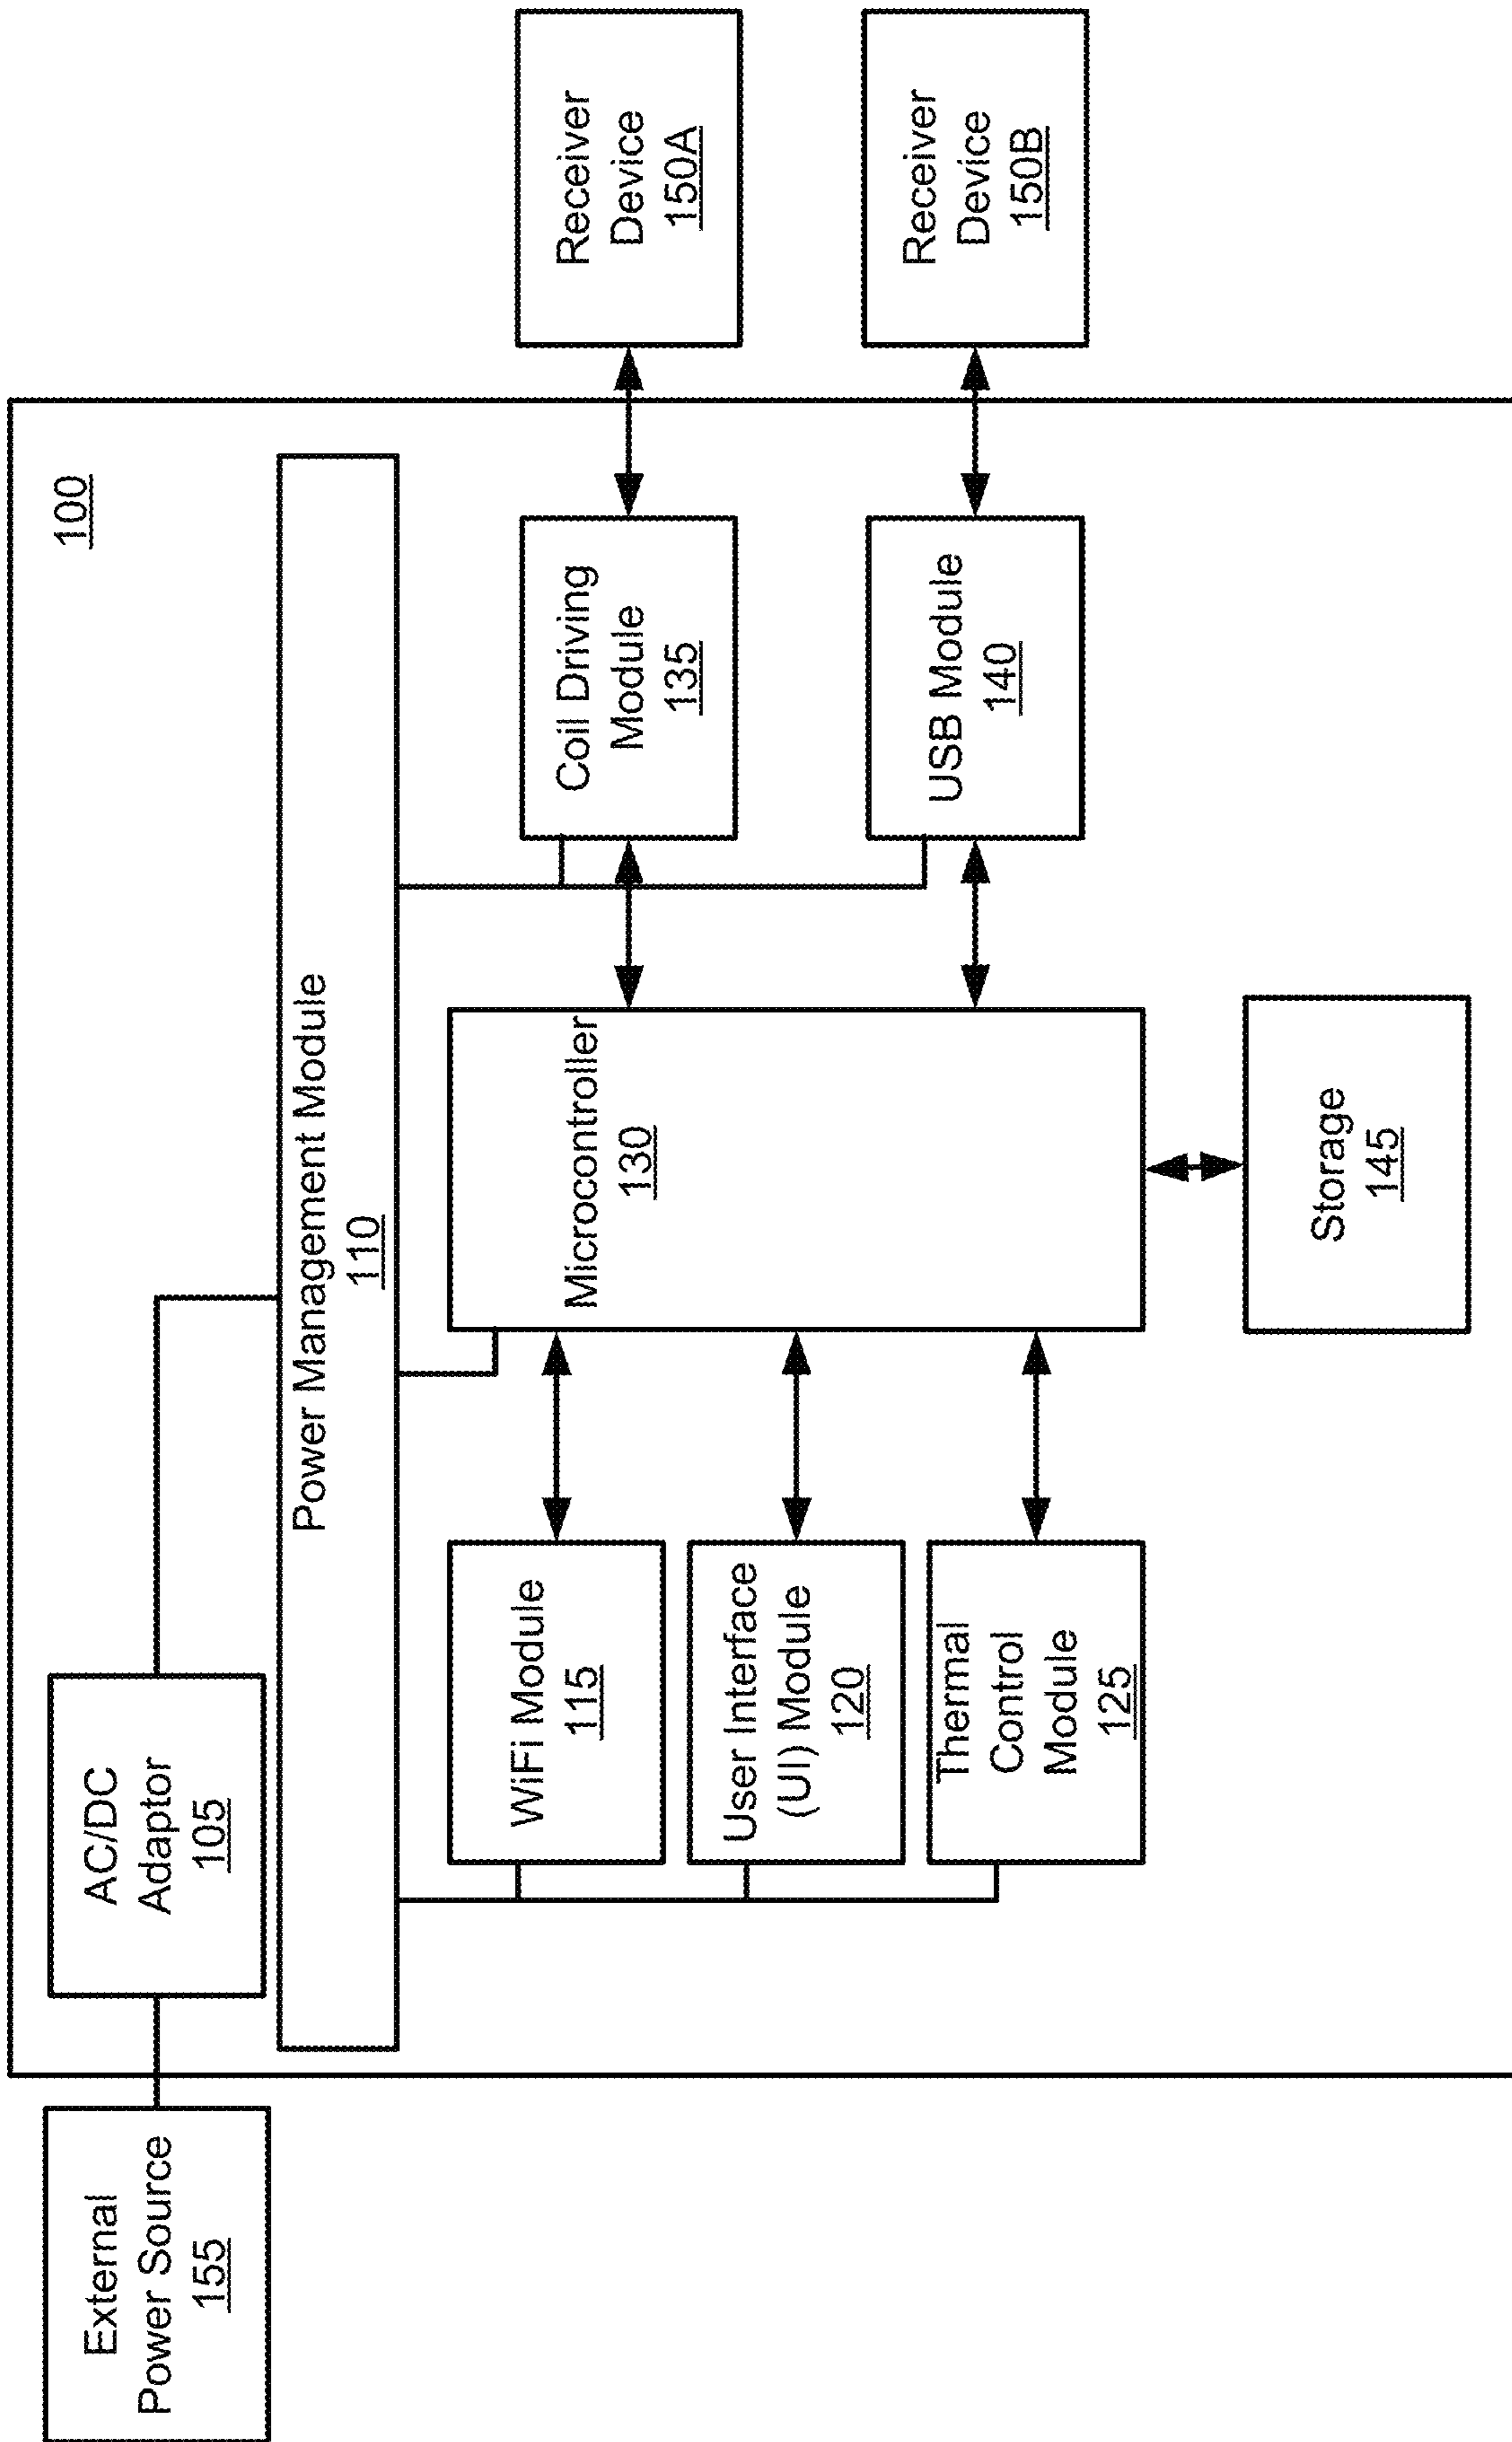 External
Power Source
155
AC/DC
Adaptor
105
100
Power Management Module
110
WiFi Module
115
User Interface
(UI) Module
120
Thermal
Control
Module
125
Microcontroller
130
Coil Driving
Module
135
USB Module
140
Storage
145
Receiver
Device
150A
Receiver
Device
150B